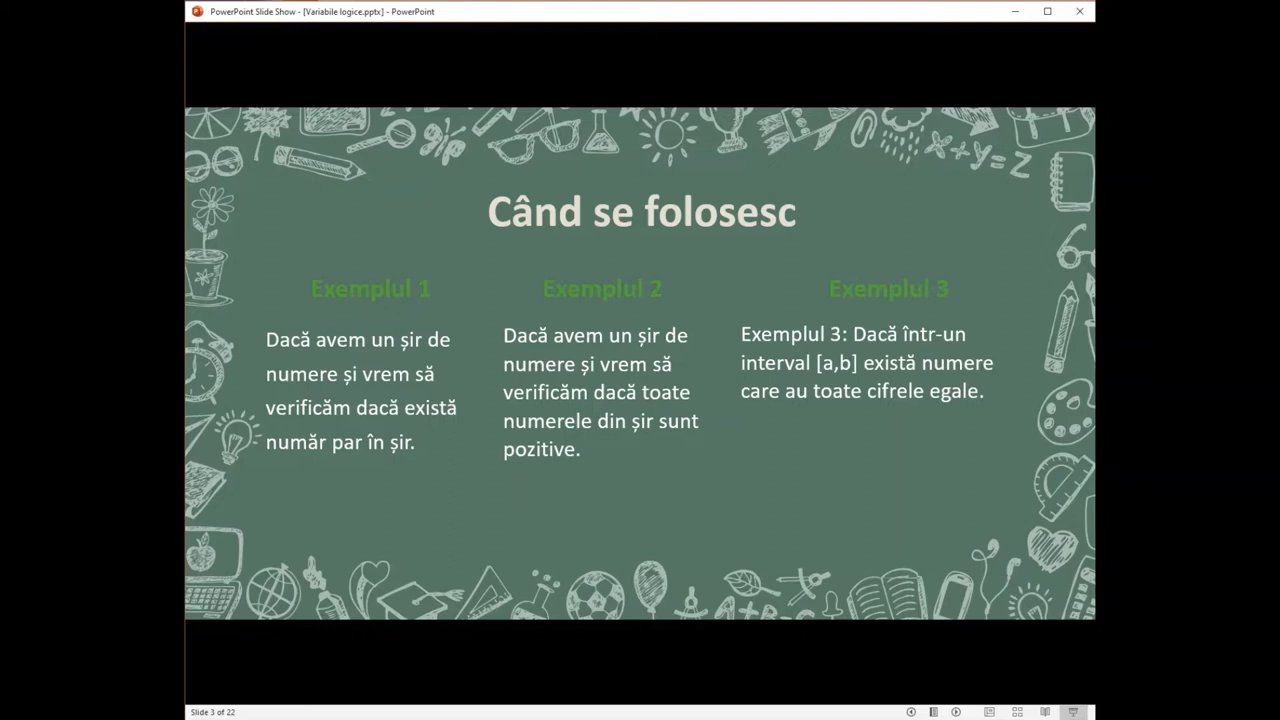 PowerPoint Slide Show - [Variabile logice.pptx] - PowerPoint
x+y=z
Când se folosesc
Exemplul 1
Dacă avem un șir de
numere și vrem să
verificăm dacă există
număr par în șir.
Exemplul 2
Dacă avem un șir de
numere și vrem să
verificăm dacă toate
numerele din șir sunt
pozitive.
Exemplul 3
Exemplul 3: Dacă într-un
interval [a,b] există numere
care au toate cifrele egale.
A+B=C
Slide 3 of 22